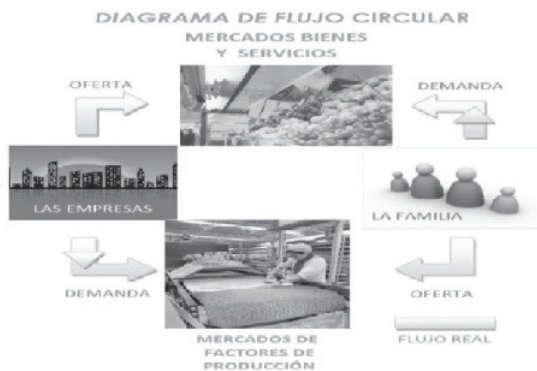 DIAGRAMA DE FLUJO CIRCULAR
MERCADOS BIENES
Y SERVICIOS
OFERTA
DEMANDA
LAS EMPRESAS
LA FAMILIA
DEMANDA
OFERTA
MERCADOS DE
FACTORES DE
PRODUCCIÓN
FLUJO REAL